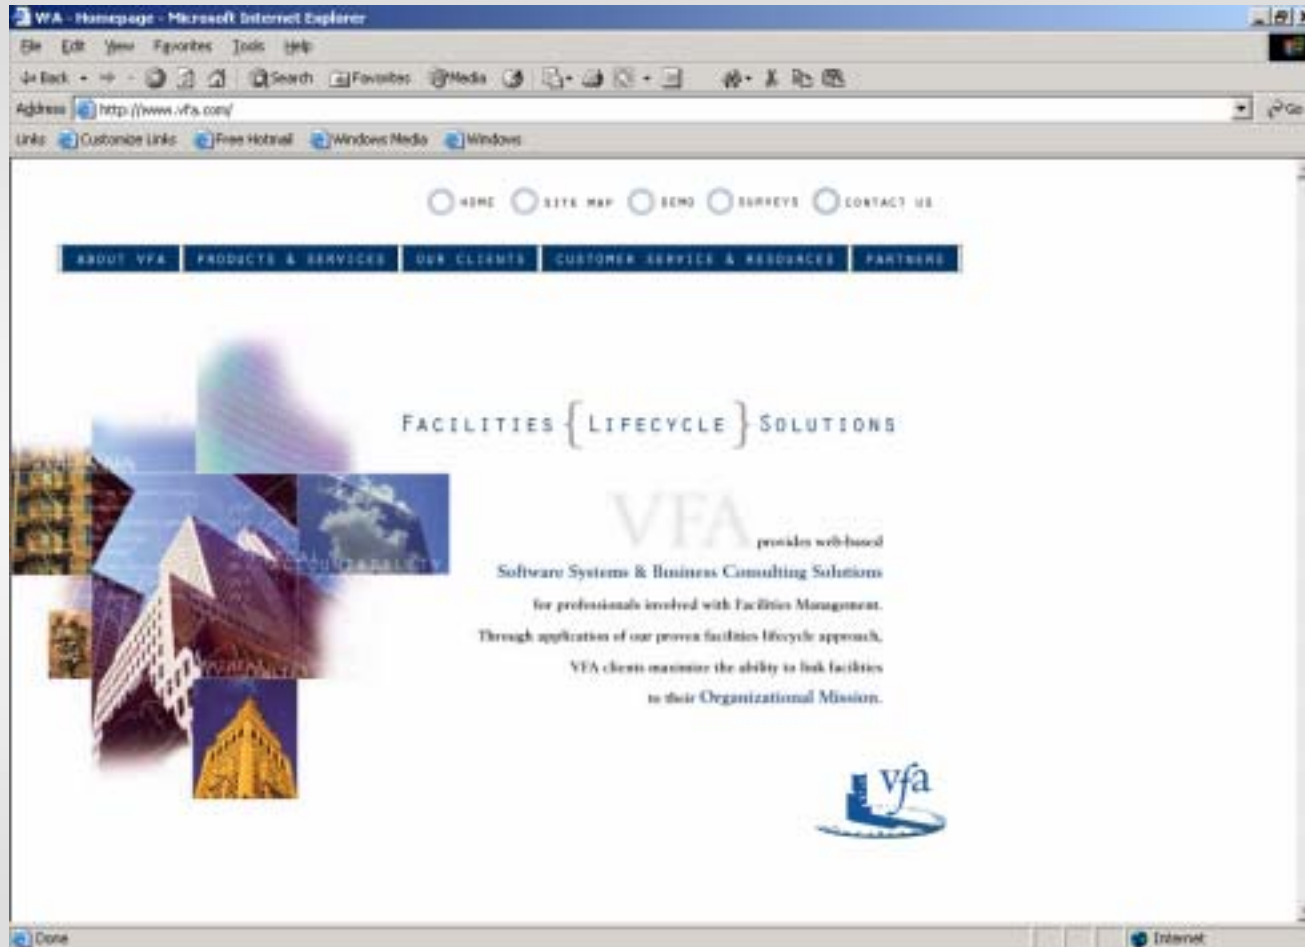 VFA - Homepage - Microsoft Internet Explorer
File Edit View Favorites Tools Help
Back Search Favorites Media
Address http://www.vfa.com/ Go
Links Customize Links Free Hotmail Windows Media Windows
HOME SITE MAP DEMO SURVEYS CONTACT US
ABOUT VFA PRODUCTS & SERVICES OUR CLIENTS CUSTOMER SERVICE & RESOURCES PARTNERS
FACILITIES { LIFECYCLE } SOLUTIONS
VFA provides web-based
Software Systems & Business Consulting Solutions
for professionals involved with Facilities Management.
Through application of our proven facilities lifecycle approach,
VFA clients maximize the ability to link facilities
to their Organizational Mission.
ACCOUNTABILITY
vfa
Done Internet